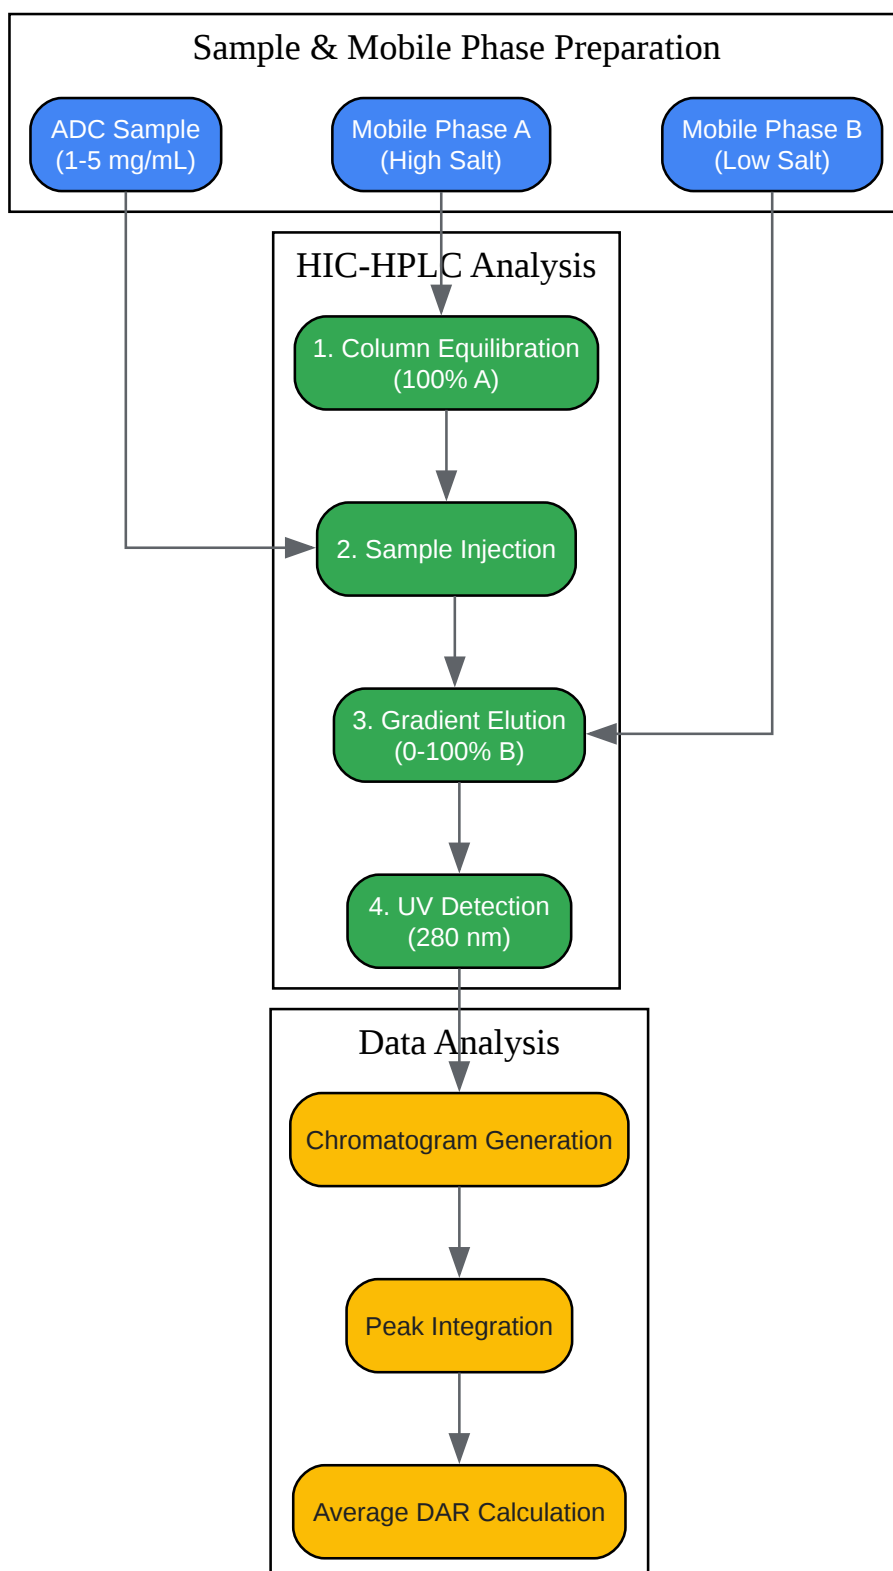 Sample & Mobile Phase Preparation
ADC Sample
(1-5 mg/mL)
Mobile Phase A
(High Salt)
Mobile Phase B
(Low Salt)
HIC-HPLC Analysis
1. Column Equilibration
(100% A)
2. Sample Injection
3. Gradient Elution
(0-100% B)
4. UV Detection
(280 nm)
Data Analysis
Chromatogram Generation
Peak Integration
Average DAR Calculation